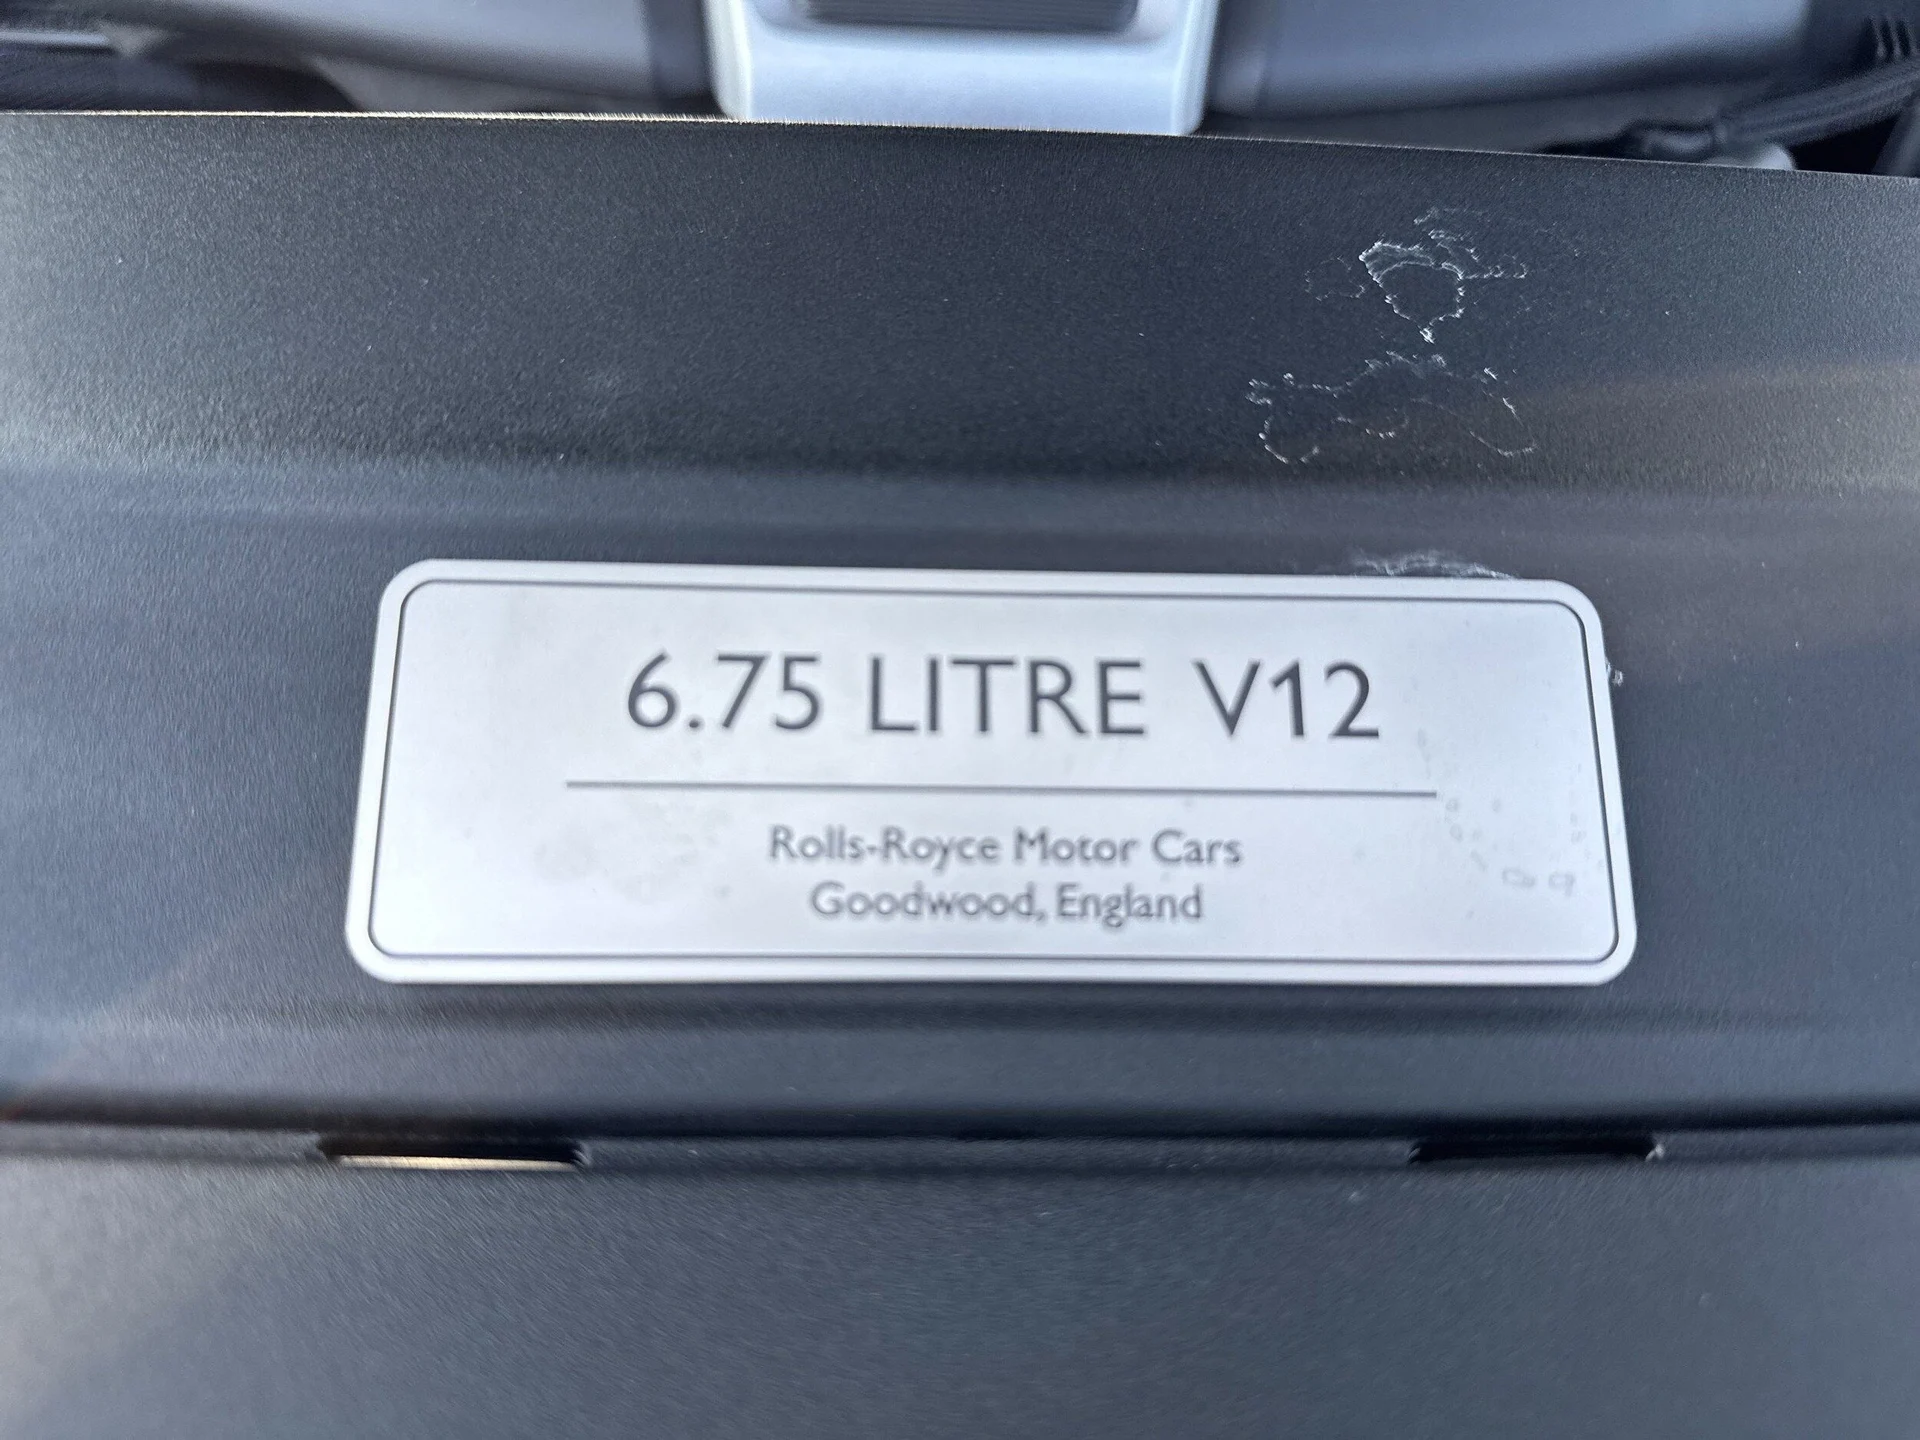 6.75 LITRE V12
Rolls-Royce Motor Cars
Goodwood, England